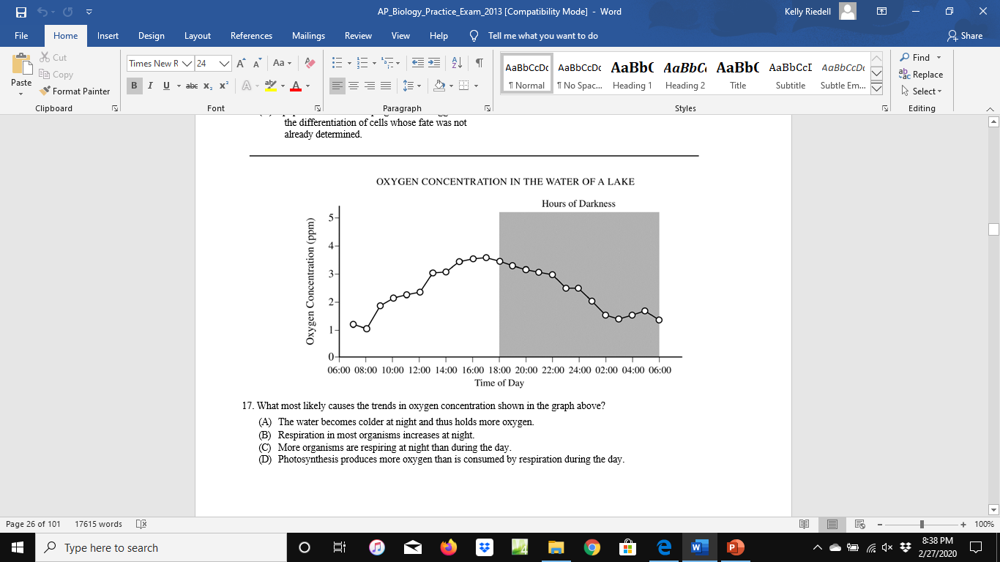 AP_Biology_Practice_Exam_2013 [Compatibility Mode] - Word
Kelly Riedell
File Home Insert Design Layout References Mailings Review View Help Tell me what you want to do Share
Paste
Cut
Copy
Format Painter
Clipboard
Times New R 24 A A Aa
B I U abc x₂ x² A aby A
Font
Paragraph
AaBbCcDc AaBbCcDc AaBbC AaBbCc AaBbC AaBbCcI AaBbCcDc
¶ Normal ¶ No Spac... Heading 1 Heading 2 Title Subtitle Subtle Em...
Styles
Find
Replace
Select
Editing
the differentiation of cells whose fate was not
already determined.
OXYGEN CONCENTRATION IN THE WATER OF A LAKE
Hours of Darkness
Oxygen Concentration (ppm)
5
4
3
2
1
0
06:00 08:00 10:00 12:00 14:00 16:00 18:00 20:00 22:00 24:00 02:00 04:00 06:00
Time of Day
17. What most likely causes the trends in oxygen concentration shown in the graph above?
(A) The water becomes colder at night and thus holds more oxygen.
(B) Respiration in most organisms increases at night.
(C) More organisms are respiring at night than during the day.
(D) Photosynthesis produces more oxygen than is consumed by respiration during the day.
Page 26 of 101 17615 words
100%
Type here to search
8:38 PM
2/27/2020